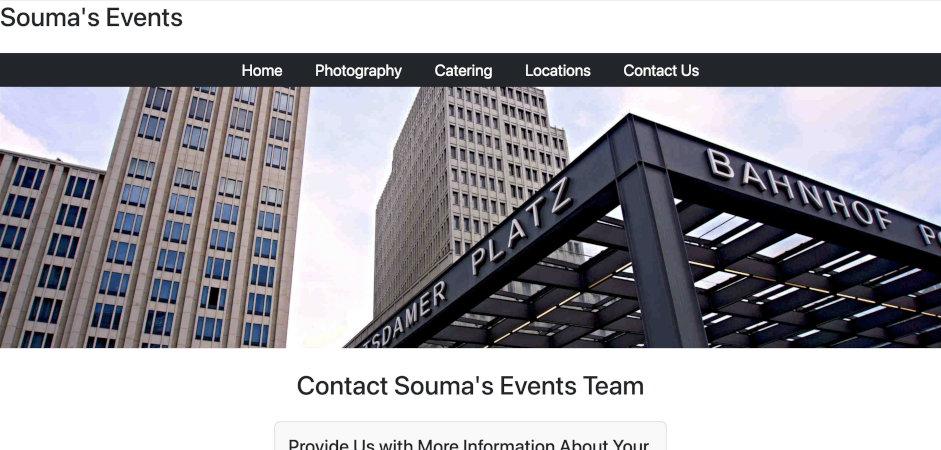 Souma's Events
Home Photography Catering Locations Contact Us
TSDAMER PLATZ
BAHNHOF
Contact Souma's Events Team
Provide Us with More Information About Your